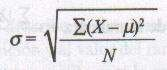 σ = √(Σ(X – μ)² / N)